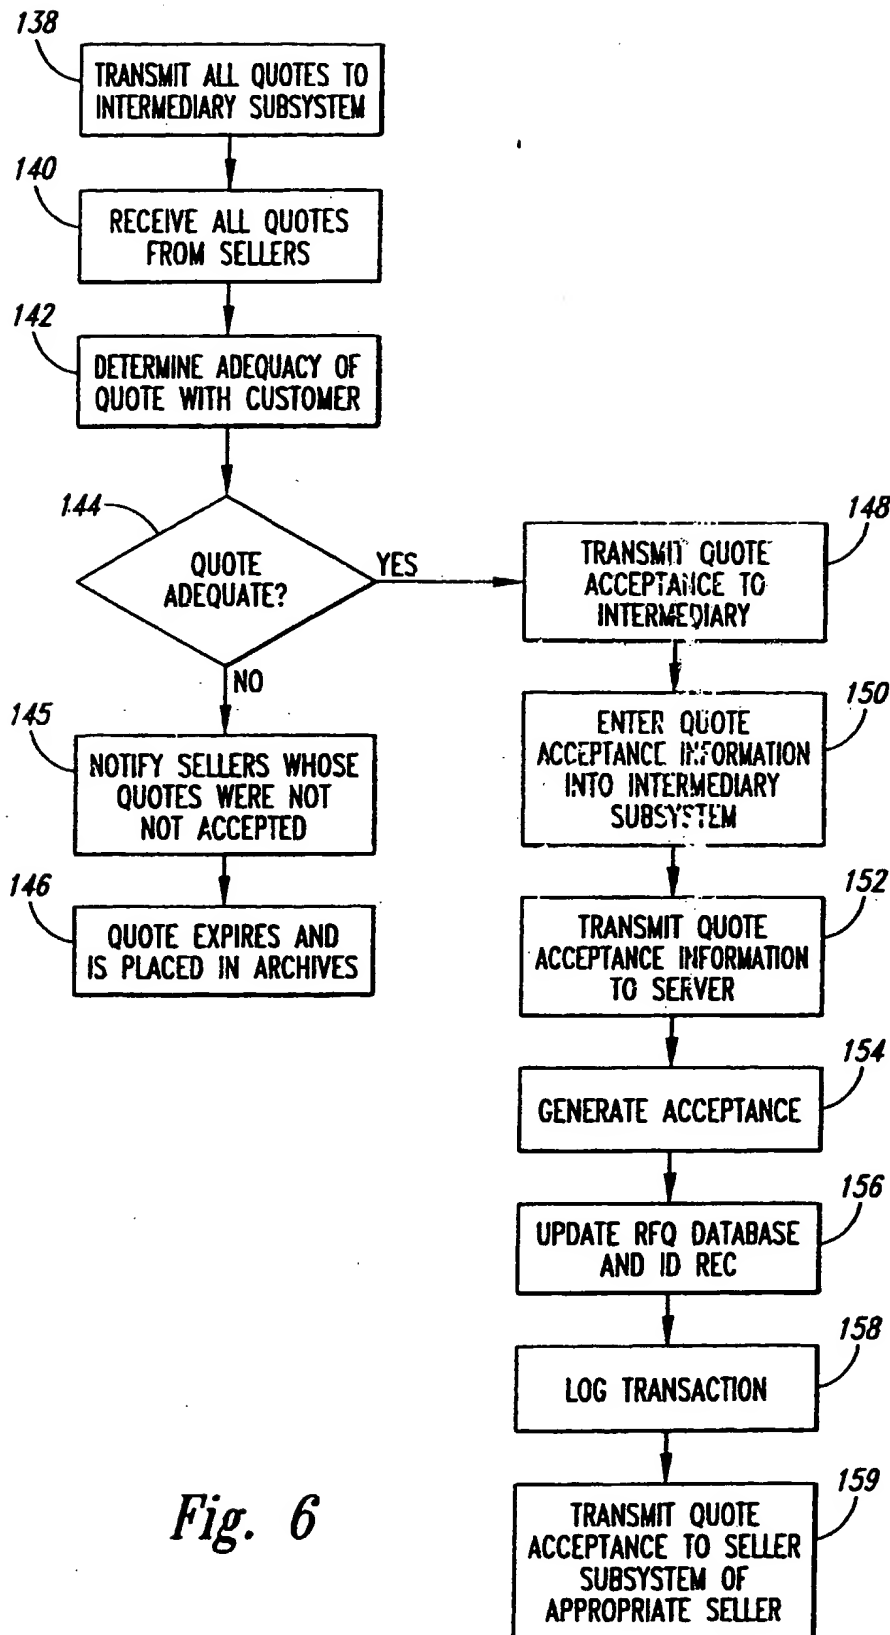 138
TRANSMIT ALL QUOTES TO
INTERMEDIARY SUBSYSTEM
140
RECEIVE ALL QUOTES
FROM SELLERS
142
DETERMINE ADEQUACY OF
QUOTE WITH CUSTOMER
144
QUOTE
ADEQUATE?
YES
NO
145
NOTIFY SELLERS WHOSE
QUOTES WERE NOT
NOT ACCEPTED
146
QUOTE EXPIRES AND
IS PLACED IN ARCHIVES
148
TRANSMIT QUOTE
ACCEPTANCE TO
INTERMEDIARY
150
ENTER QUOTE
ACCEPTANCE INFORMATION
INTO INTERMEDIARY
SUBSYSTEM
152
TRANSMIT QUOTE
ACCEPTANCE INFORMATION
TO SERVER
154
GENERATE ACCEPTANCE
156
UPDATE RFQ DATABASE
AND ID REC
158
LOG TRANSACTION
159
TRANSMIT QUOTE
ACCEPTANCE TO SELLER
SUBSYSTEM OF
APPROPRIATE SELLER
Fig. 6